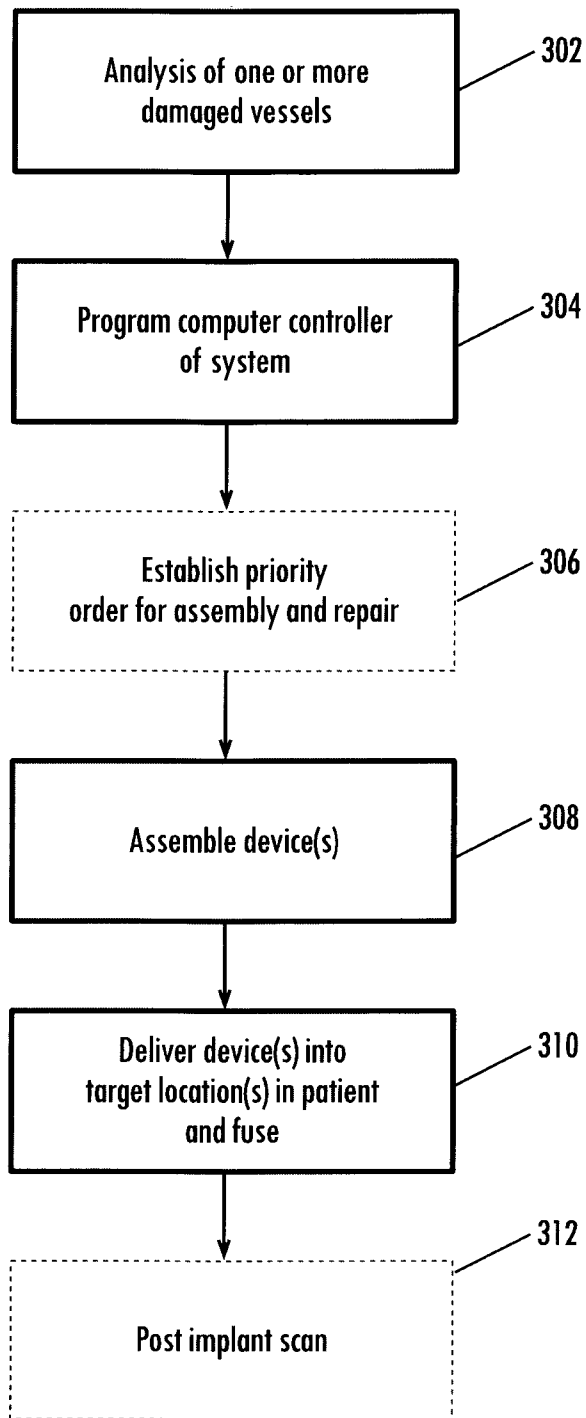 Analysis of one or more
damaged vessels
302
Program computer controller
of system
304
Establish priority
order for assembly and repair
306
Assemble device(s)
308
Deliver device(s) into
target location(s) in patient
and fuse
310
Post implant scan
312